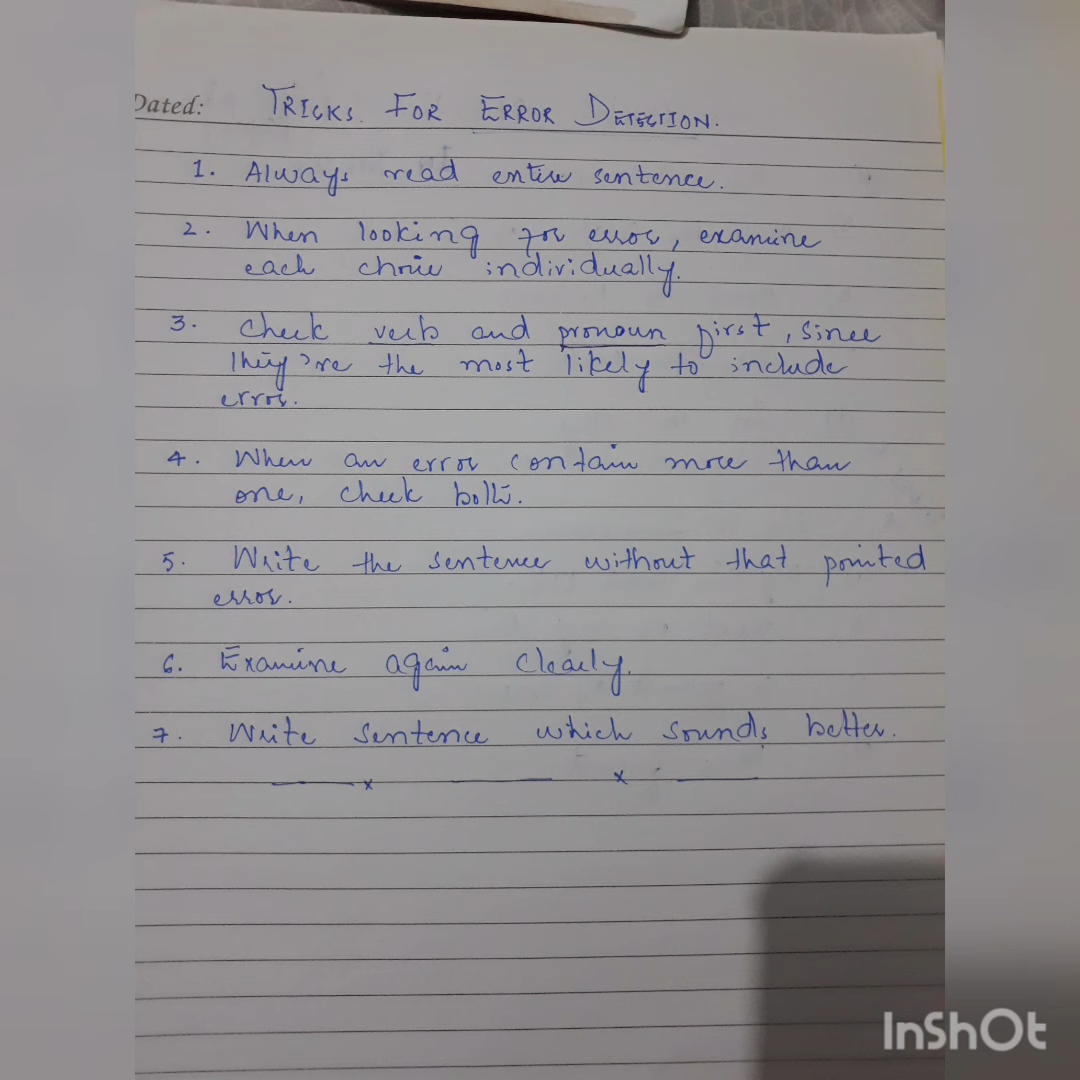 Dated: TRICKS FOR ERROR DETECTION.
1. Always read entire sentence.
2. When looking for error, examine
each choice individually.
3. Check verb and pronoun first, since
they're the most likely to include
error.
4. When an error contain more than
one, check both.
5. Write the sentence without that pointed
error.
6. Examine again clearly.
7. Write sentence which sounds better.
InShOt